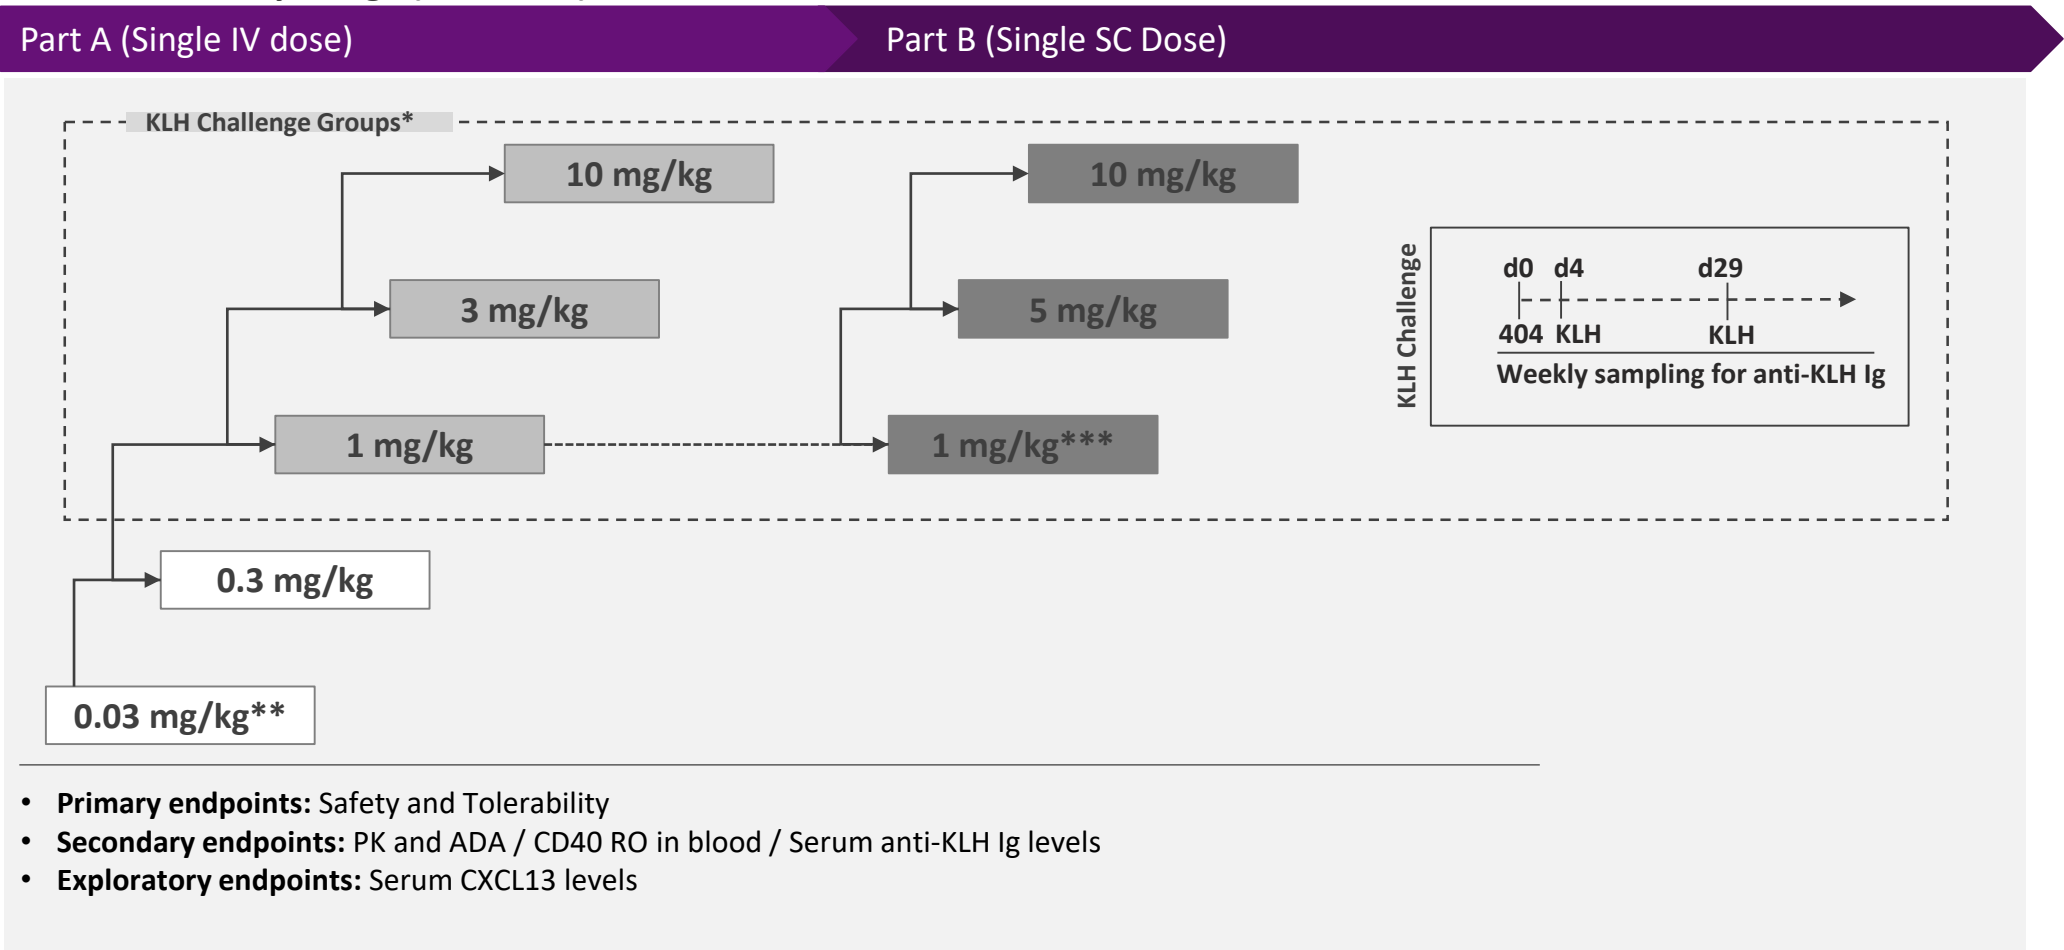 Part A (Single IV dose)
Part B (Single SC Dose)
KLH Challenge Groups*
10 mg/kg
10 mg/kg
3 mg/kg
5 mg/kg
1 mg/kg
1 mg/kg***
0.3 mg/kg
0.03 mg/kg**
KLH Challenge
d0 d4 d29
404 KLH KLH
Weekly sampling for anti-KLH Ig
• Primary endpoints: Safety and Tolerability
• Secondary endpoints: PK and ADA / CD40 RO in blood / Serum anti-KLH Ig levels
• Exploratory endpoints: Serum CXCL13 levels